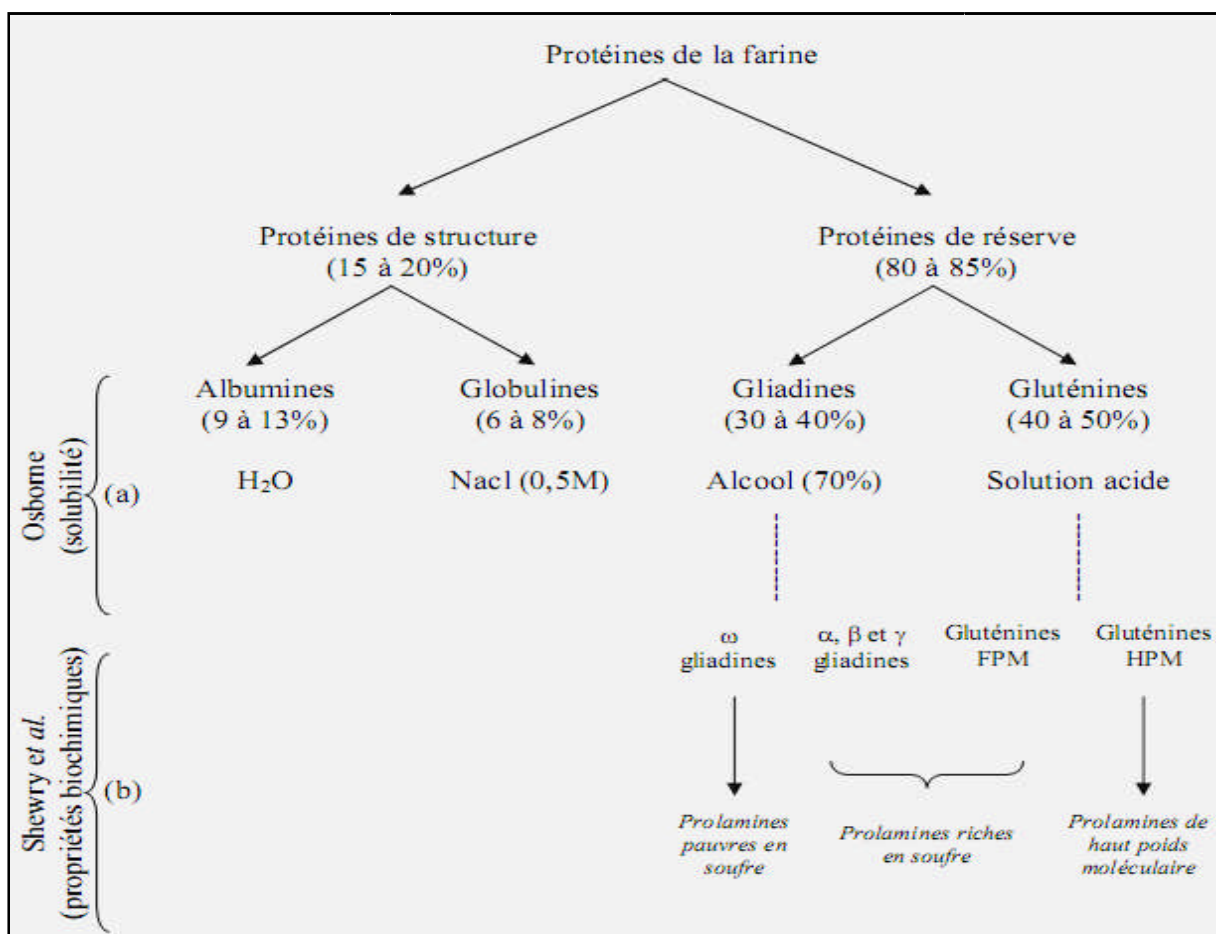 Protéines de la farine
Protéines de structure
(15 à 20%)
Protéines de réserve
(80 à 85%)
Albumines
(9 à 13%)
Globulines
(6 à 8%)
Gliadines
(30 à 40%)
Gluténines
(40 à 50%)
H₂O
Nacl (0,5M)
Alcool (70%)
Solution acide
Osborne
(solubilité)
(a)
ω
gliadines
α, β et γ
gliadines
Gluténines
FPM
Gluténines
HPM
Shewry et al.
(propriétés biochimiques)
(b)
Prolamines
pauvres en
soufre
Prolamines riches
en soufre
Prolamines de
haut poids
moléculaire